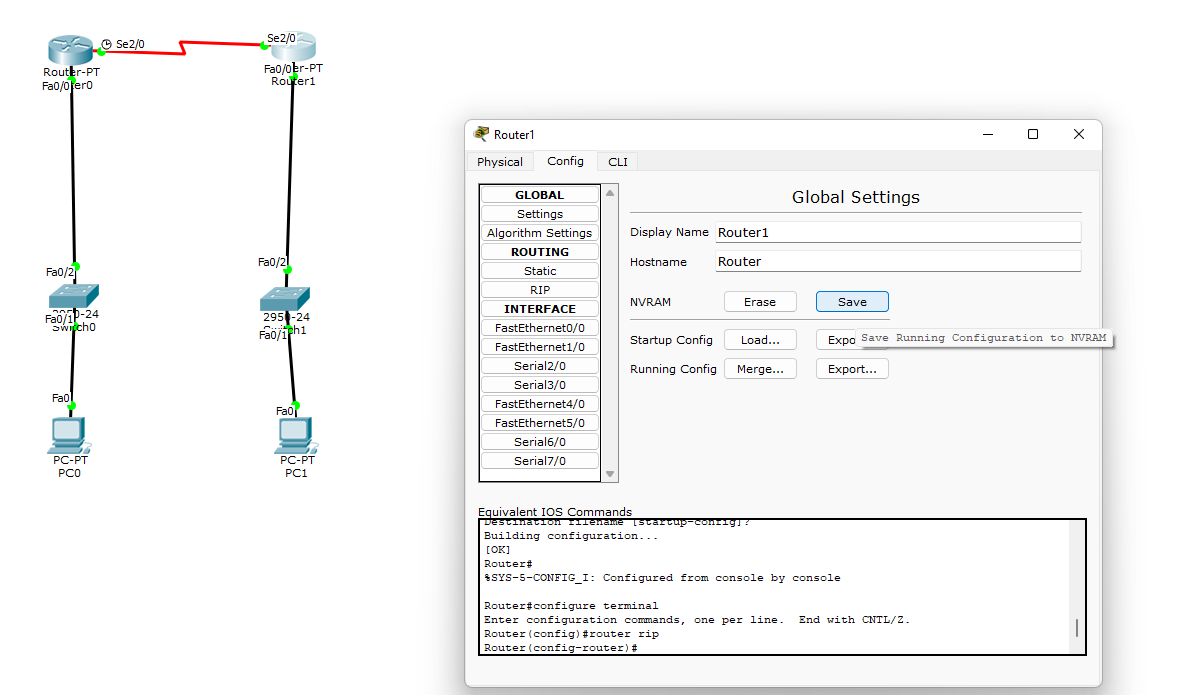 Se2/0
Se2/0
Router-PT
Fa0/0
er0
Fa0/0
er-PT
Router1
Fa0/2
Fa0/2
-24
Fa0/1
Switch0
2950-24
Switch1
Fa0/1
Fa0
Fa0
PC-PT
PC0
PC-PT
PC1
Router1
Physical
Config
CLI
GLOBAL
Settings
Algorithm Settings
ROUTING
Static
RIP
INTERFACE
FastEthernet0/0
FastEthernet1/0
Serial2/0
Serial3/0
FastEthernet4/0
FastEthernet5/0
Serial6/0
Serial7/0
Global Settings
Display Name Router1
Hostname Router
NVRAM Erase Save
Startup Config Load... Expo
Save Running Configuration to NVRAM
Running Config Merge... Export...
Equivalent IOS Commands
Destination filename [startup-config]?
Building configuration...
[OK]
Router#
%SYS-5-CONFIG_I: Configured from console by console
Router#configure terminal
Enter configuration commands, one per line. End with CNTL/Z.
Router(config)#router rip
Router(config-router)#